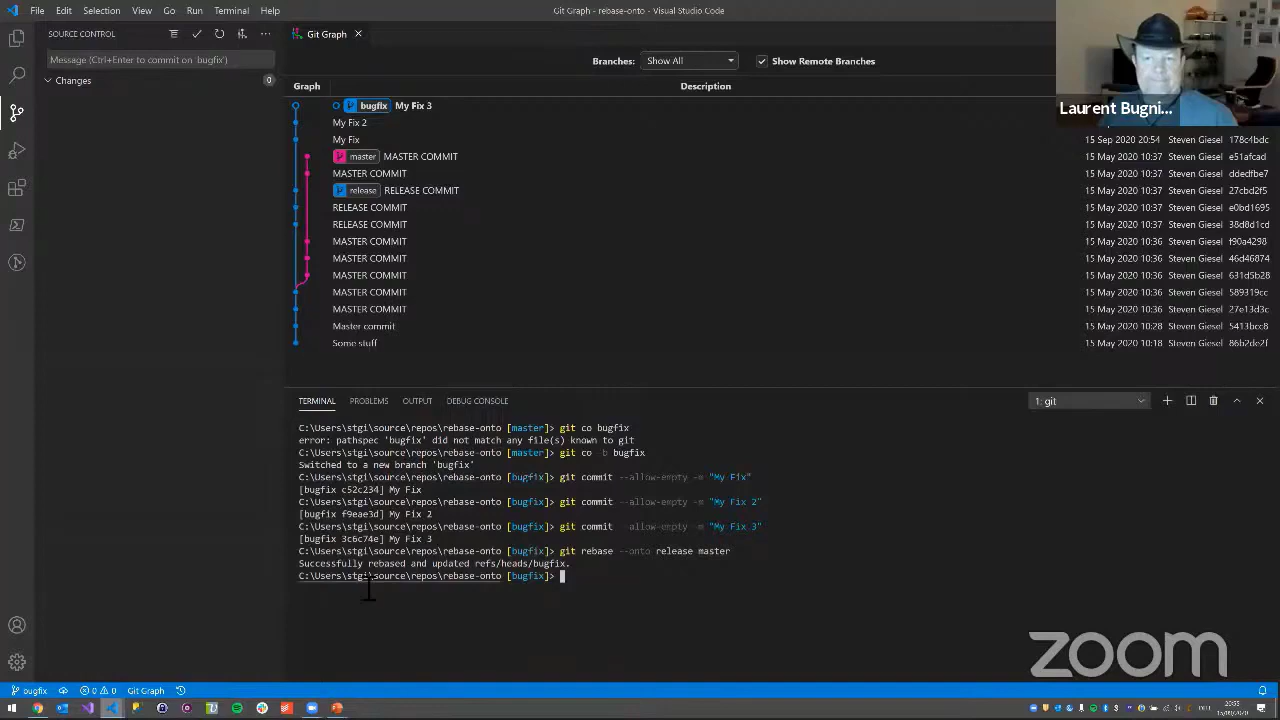 File Edit Selection View Go Run Terminal Help
Git Graph - rebase-onto - Visual Studio Code
SOURCE CONTROL
Message (Ctrl+Enter to commit on 'bugfix')
Changes 0
Git Graph
Branches: Show All Show Remote Branches
Graph Description
bugfix My Fix 3
My Fix 2
My Fix 15 Sep 2020 20:54 Steven Giesel 178c4bdc
master MASTER COMMIT 15 May 2020 10:37 Steven Giesel e51afcad
MASTER COMMIT 15 May 2020 10:37 Steven Giesel ddedfbe7
release RELEASE COMMIT 15 May 2020 10:37 Steven Giesel 27cbd2f5
RELEASE COMMIT 15 May 2020 10:37 Steven Giesel e0bd1695
RELEASE COMMIT 15 May 2020 10:37 Steven Giesel 38d8d1cd
MASTER COMMIT 15 May 2020 10:36 Steven Giesel f90a4298
MASTER COMMIT 15 May 2020 10:36 Steven Giesel 46d46874
MASTER COMMIT 15 May 2020 10:36 Steven Giesel 631d5b28
MASTER COMMIT 15 May 2020 10:36 Steven Giesel 589319cc
MASTER COMMIT 15 May 2020 10:36 Steven Giesel 27e13d3c
Master commit 15 May 2020 10:28 Steven Giesel 5413bcc8
Some stuff 15 May 2020 10:18 Steven Giesel 86b2de2f
Laurent Bugni...
TERMINAL PROBLEMS OUTPUT DEBUG CONSOLE
1: git
C:\Users\stgi\source\repos\rebase-onto [master]> git co bugfix
error: pathspec 'bugfix' did not match any file(s) known to git
C:\Users\stgi\source\repos\rebase-onto [master]> git co -b bugfix
Switched to a new branch 'bugfix'
C:\Users\stgi\source\repos\rebase-onto [bugfix]> git commit --allow-empty -m "My Fix"
[bugfix c52c234] My Fix
C:\Users\stgi\source\repos\rebase-onto [bugfix]> git commit --allow-empty -m "My Fix 2"
[bugfix f9eae3d] My Fix 2
C:\Users\stgi\source\repos\rebase-onto [bugfix]> git commit --allow-empty -m "My Fix 3"
[bugfix 3c6c74e] My Fix 3
C:\Users\stgi\source\repos\rebase-onto [bugfix]> git rebase --onto release master
Successfully rebased and updated refs/heads/bugfix.
C:\Users\stgi\source\repos\rebase-onto [bugfix]>
zoom
bugfix 0 0 Git Graph
20:55
15/09/2020